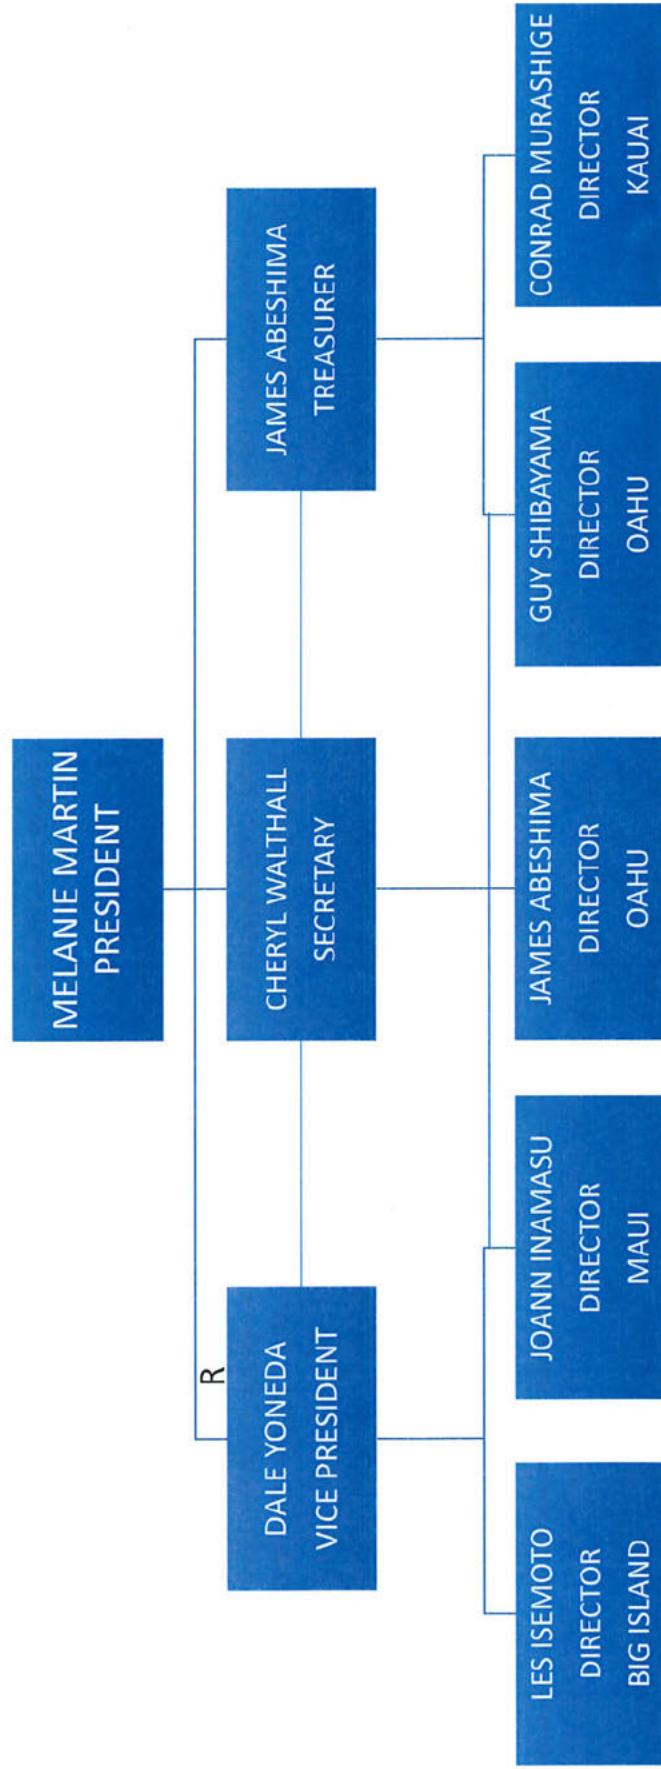 MELANIE MARTIN
PRESIDENT
R
DALE YONEDA
VICE PRESIDENT
CHERYL WALTHALL
SECRETARY
JAMES ABESHIMA
TREASURER
LES ISEMOTO
DIRECTOR
BIG ISLAND
JOANN INAMASU
DIRECTOR
MAUI
JAMES ABESHIMA
DIRECTOR
OAHU
GUY SHIBAYAMA
DIRECTOR
OAHU
CONRAD MURASHIGE
DIRECTOR
KAUAI